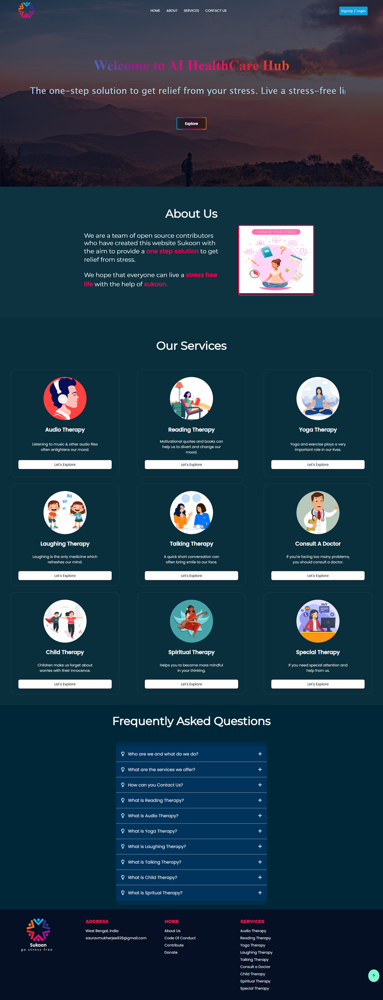 HOME ABOUT SERVICES CONTACT US SignUp / Login
Welcome to AI HealthCare Hub
The one-step solution to get relief from your stress. Live a stress-free li
Explore
About Us
We are a team of open source contributors
who have created this website Sukoon with
the aim to provide a one step solution to get
relief from stress.
We hope that everyone can live a stress free
life with the help of sukoon.
MANAGE YOUR STRESS
Our Services
Audio Therapy
Listening to music & other audio files
often enlightens our mood.
Let's Explore
Reading Therapy
Motivational quotes and books can
help us to divert and change our
mood.
Let's Explore
Yoga Therapy
Yoga and exercise plays a very
important role in our lives.
Let's Explore
HA
HA
HA
Laughing Therapy
Laughing is the only medicine which
refreshes our mind.
Let's Explore
Talking Therapy
A quick short conversation can
often bring smile to our face.
Let's Explore
Consult A Doctor
If you're facing too many problems,
you should consult a doctor.
Let's Explore
Child Therapy
Children make us forget about
worries with their innocence.
Let's Explore
Spiritual Therapy
Helps you to become more mindful
in your thinking.
Let's Explore
24/7
Special Therapy
If you need special attention and
help from us.
Let's Explore
Frequently Asked Questions
Who are we and what do we do?
What are the services we offer?
How can you Contact Us?
What is Reading Therapy?
What is Audio Therapy?
What is Yoga Therapy?
What is Laughing Therapy?
What is Talking Therapy?
What is Child Therapy?
What is Spritual Therapy?
Sukoon
go stress free
ADDRESS
West Bengal, India
sauravmukherjee928@gmail.com
HOME
About Us
Code Of Conduct
Contribute
Donate
SERVICES
Audio Therapy
Reading Therapy
Yoga Therapy
Laughing Therapy
Talking Therapy
Consult a Doctor
Child Therapy
Spiritual Therapy
Special Therapy